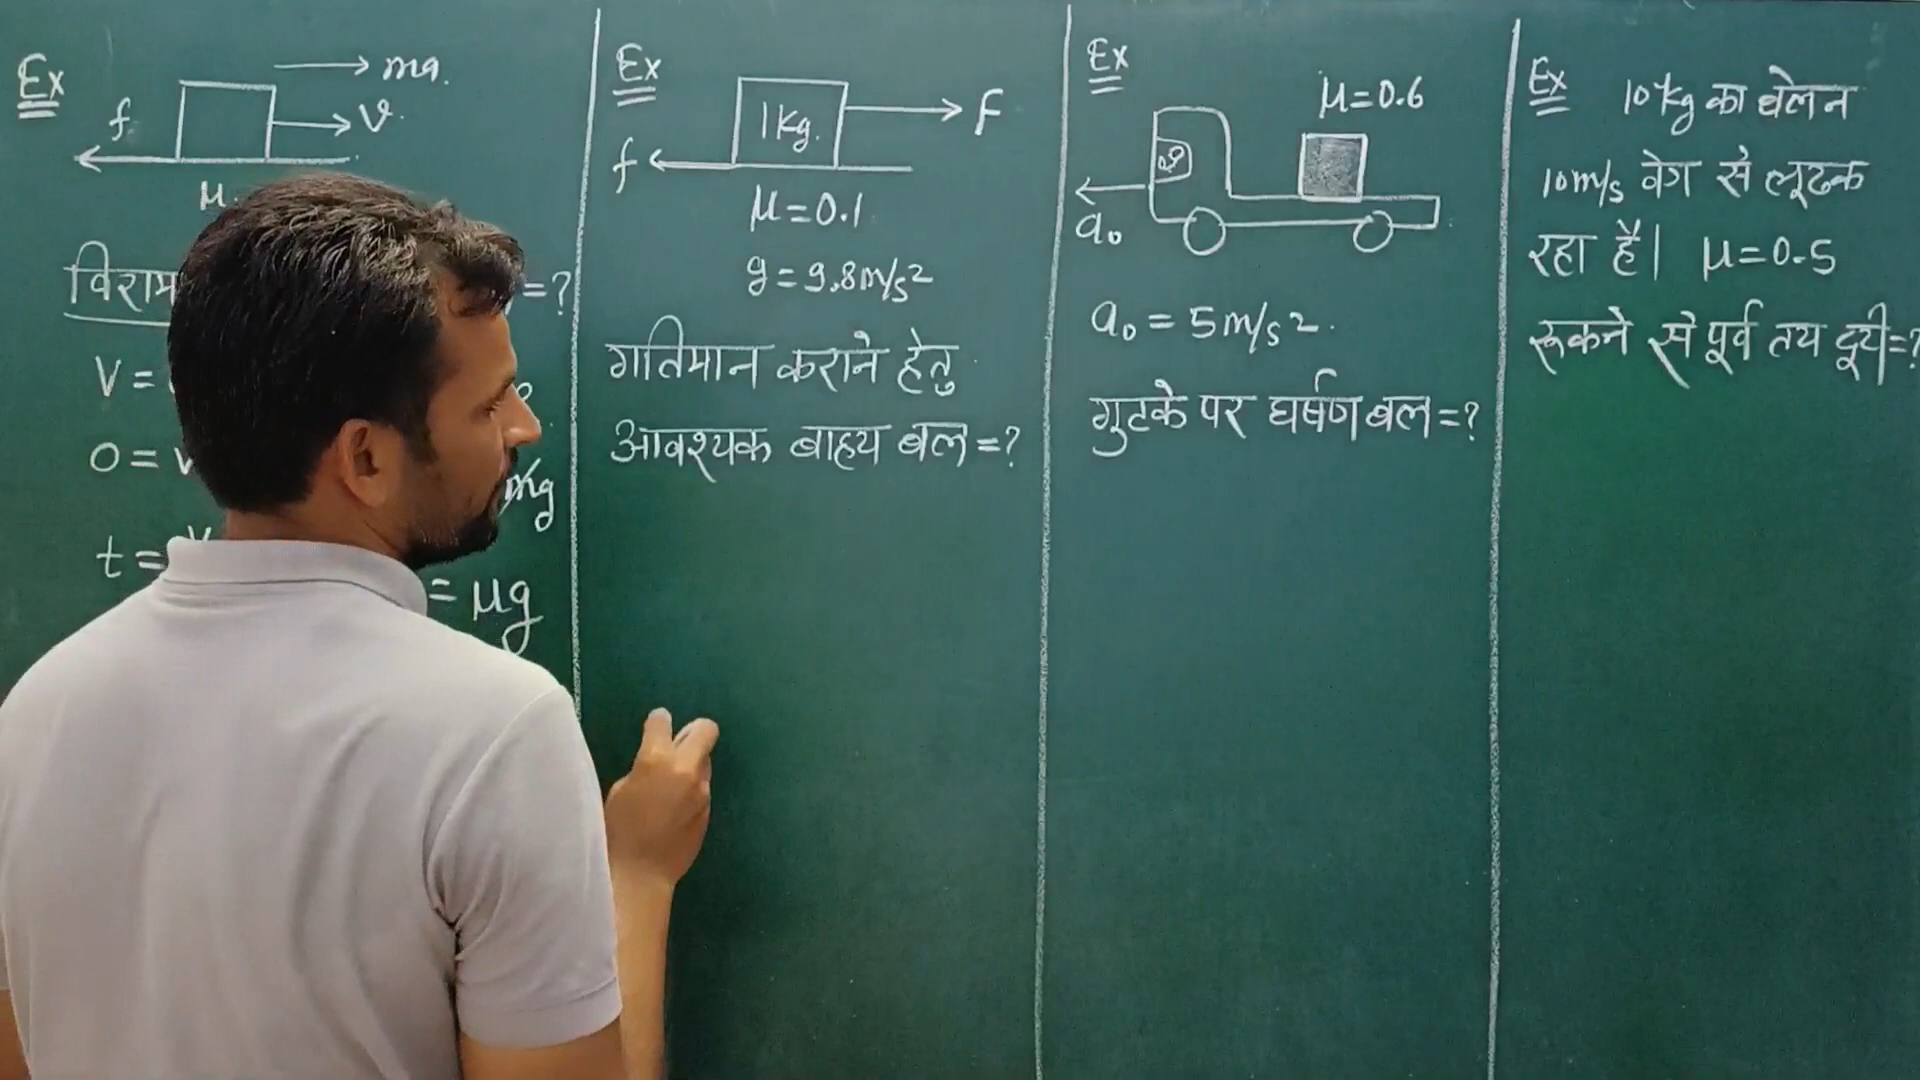 Ex
ma.
f
v
μ
=?
V =
0 =
mg
t =
= μg
Ex
1kg.
F
f
μ=0.1
g=9.8m/s2
गतिमान कराने हेतु
आवश्यक बाह्य बल=?
Ex
μ=0.6
a0
a0 = 5m/s2.
गुटके पर घर्षण बल=?
Ex 10kg का बेलन
10m/s वेग से लूढक
रहा है। μ=0.5
रूकने से पूर्व तय दूरी=?